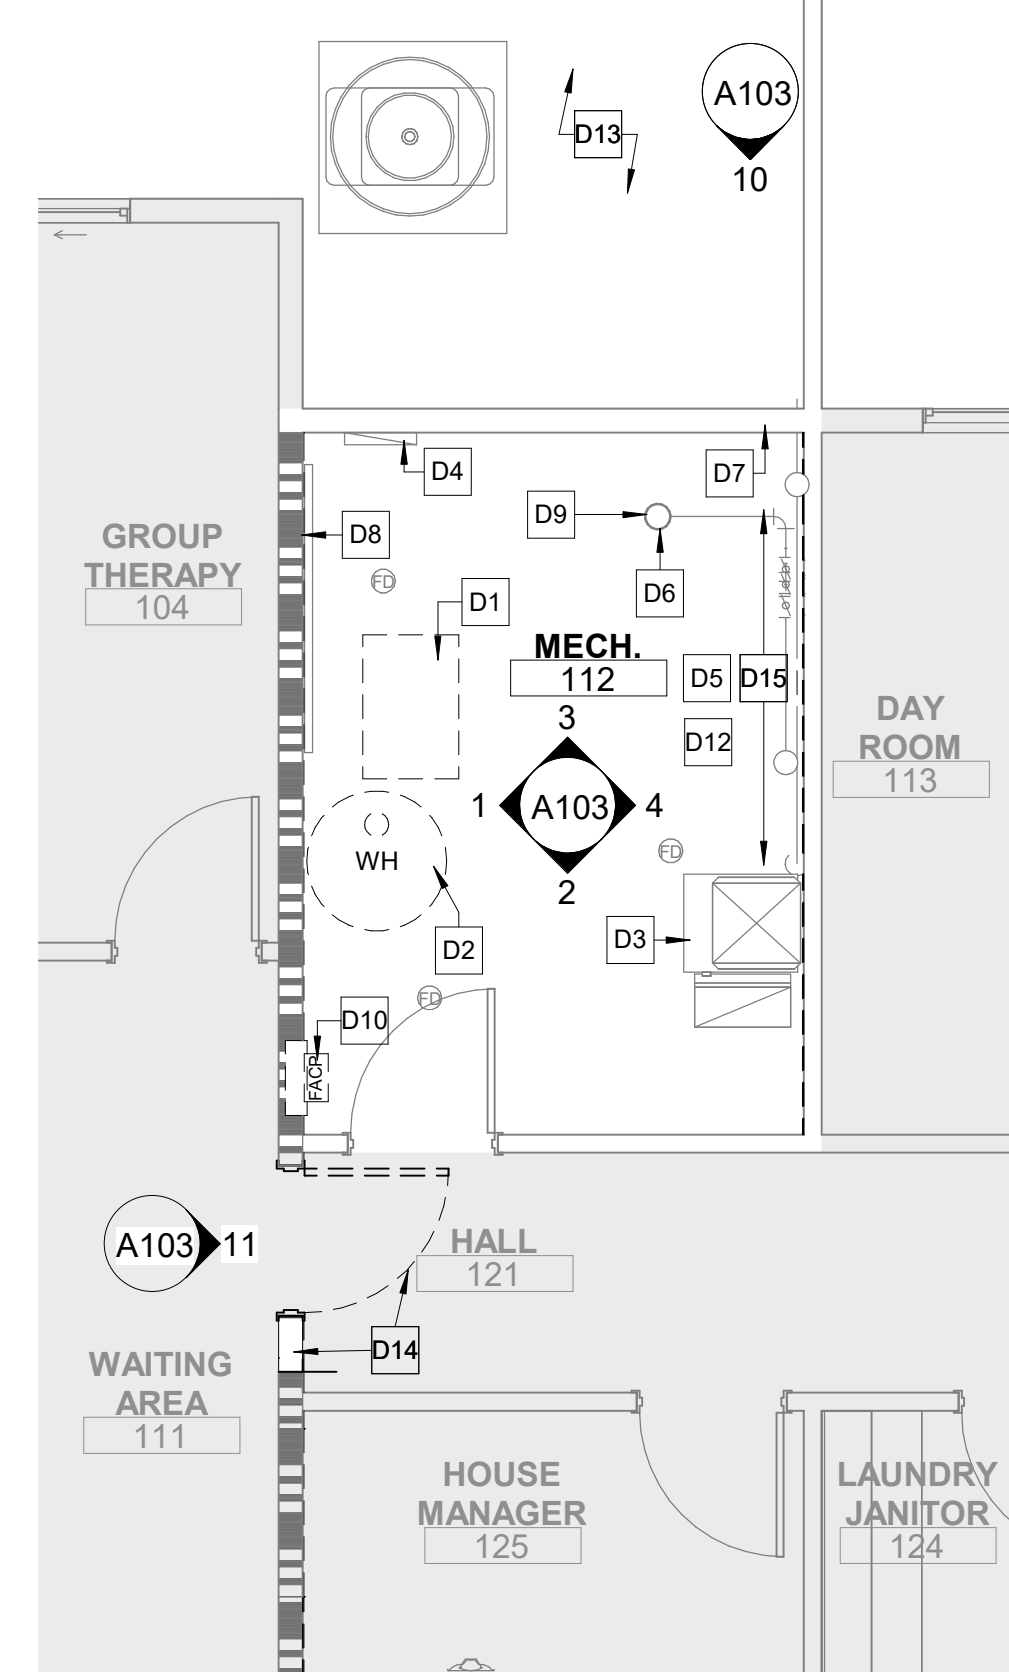 A103
D13
10
D4
D7
D9
D8
GROUP
THERAPY
104
FD
D6
D1
MECH.
112
D5
D15
DAY
ROOM
113
3
D12
1
A103
4
WH
FD
2
D3
D2
FD
D10
FACP
A103
11
HALL
121
D14
WAITING
AREA
111
HOUSE
MANAGER
125
LAUNDRY
JANITOR
124